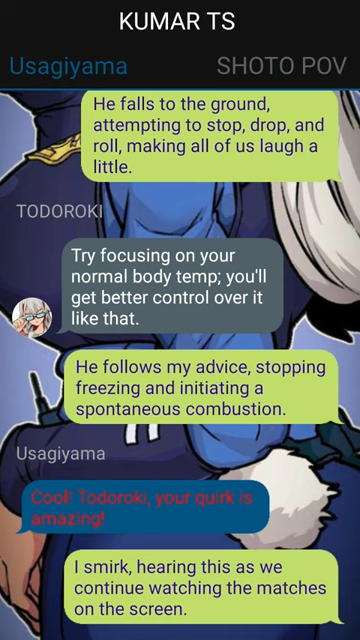 KUMAR TS
Usagiyama
SHOTO POV
He falls to the ground,
attempting to stop, drop, and
roll, making all of us laugh a
little.
TODOROKI
Try focusing on your
normal body temp; you'll
get better control over it
like that.
He follows my advice, stopping
freezing and initiating a
spontaneous combustion.
Usagiyama
Cool! Todoroki, your quirk is
amazing!
I smirk, hearing this as we
continue watching the matches
on the screen.